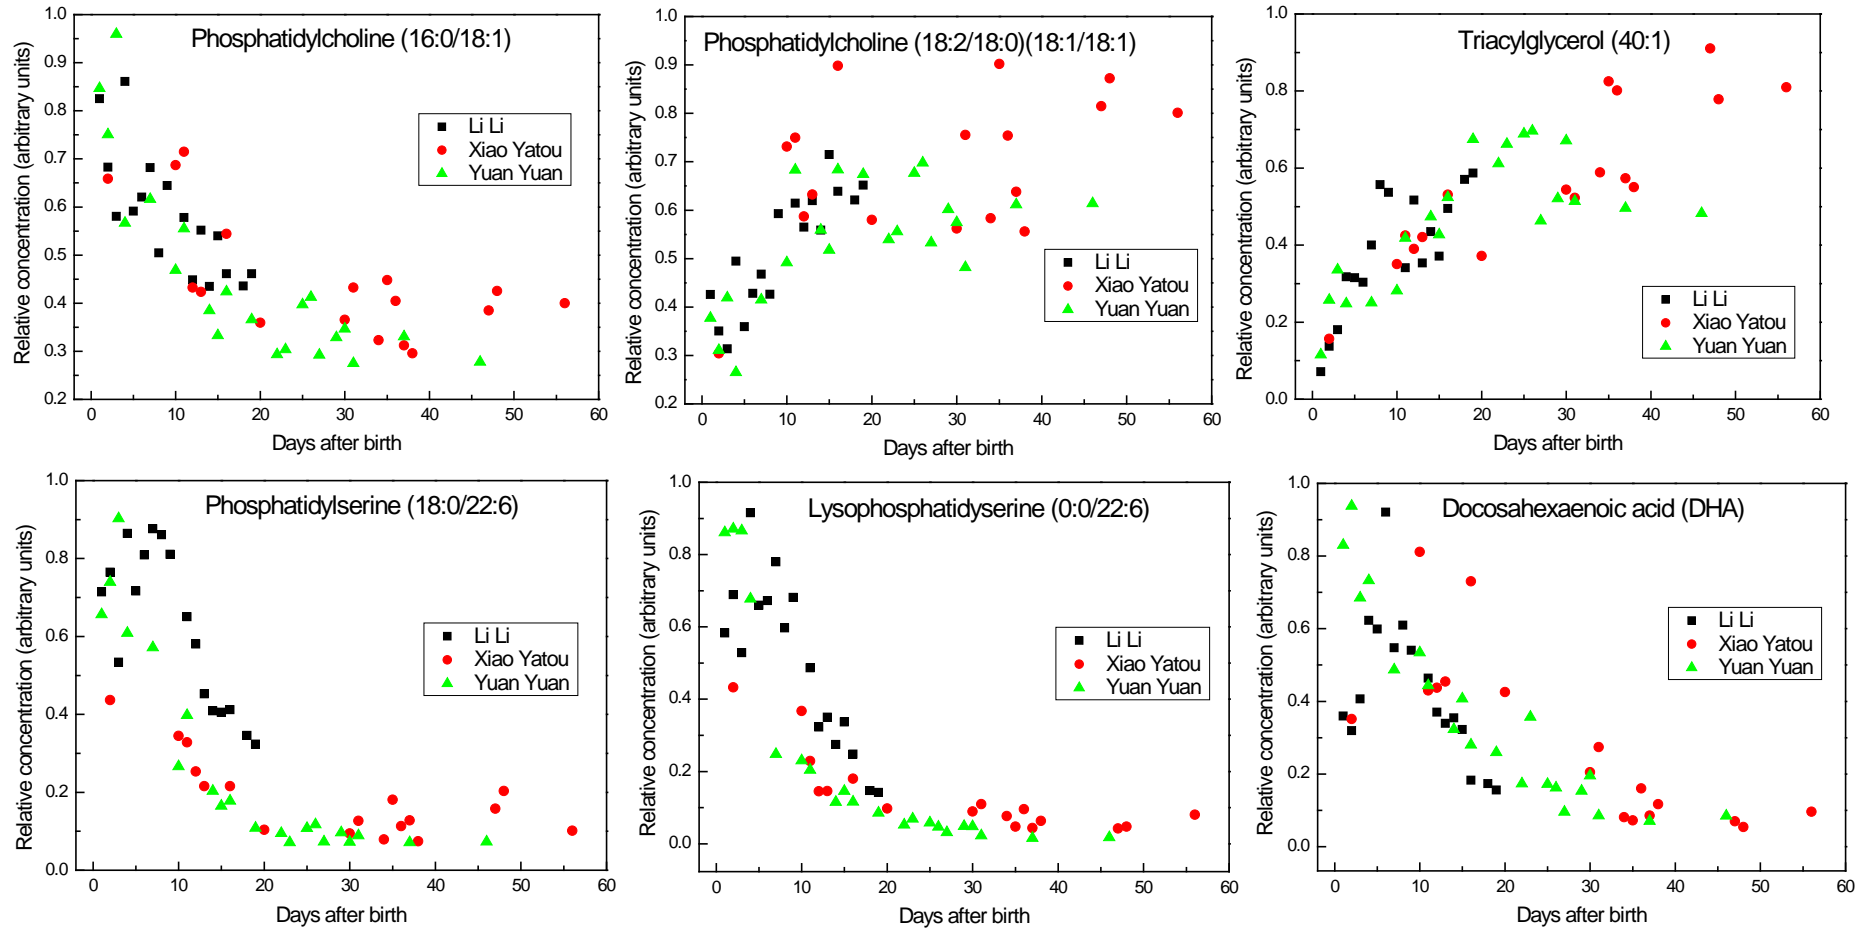 Phosphatidylcholine (16:0/18:1)
Relative concentration (arbitrary units)
1.0
0.9
0.8
0.7
0.6
0.5
0.4
0.3
0.2
Li Li
Xiao Yatou
Yuan Yuan
0 10 20 30 40 50 60
Days after birth
Phosphatidylcholine (18:2/18:0)(18:1/18:1)
Relative concentration (arbitrary units)
1.0
0.9
0.8
0.7
0.6
0.5
0.4
0.3
0.2
Li Li
Xiao Yatou
Yuan Yuan
0 10 20 30 40 50 60
Days after birth
Triacylglycerol (40:1)
Relative concentration (arbitrary units)
1.0
0.8
0.6
0.4
0.2
0.0
Li Li
Xiao Yatou
Yuan Yuan
0 10 20 30 40 50 60
Days after birth
Phosphatidylserine (18:0/22:6)
Relative concentration (arbitrary units)
1.0
0.8
0.6
0.4
0.2
0.0
Li Li
Xiao Yatou
Yuan Yuan
0 10 20 30 40 50 60
Days after birth
Lysophosphatidyserine (0:0/22:6)
Relative concentration (arbitrary units)
1.0
0.8
0.6
0.4
0.2
0.0
Li Li
Xiao Yatou
Yuan Yuan
0 10 20 30 40 50 60
Days after birth
Docosahexaenoic acid (DHA)
Relative concentration (arbitrary units)
1.0
0.8
0.6
0.4
0.2
0.0
Li Li
Xiao Yatou
Yuan Yuan
0 10 20 30 40 50 60
Days after birth